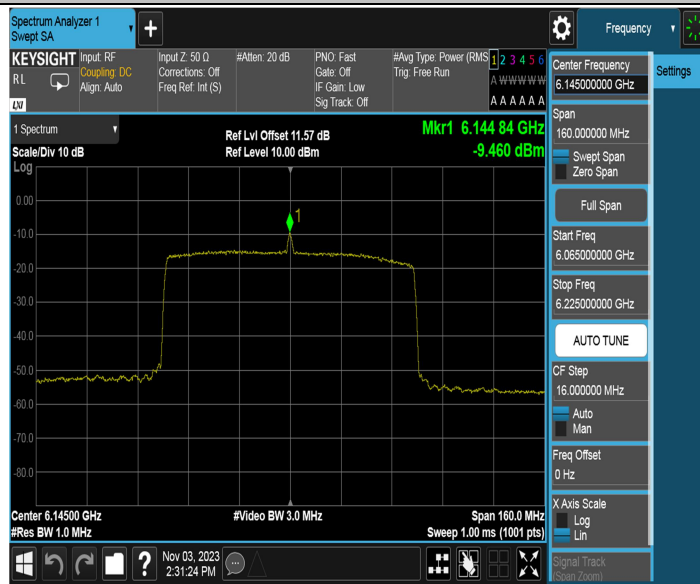 Spectrum Analyzer 1
Swept SA
Frequency
KEYSIGHT
RL
LXI
Input: RF
Coupling: DC
Align: Auto
Input Z: 50 Ω
Corrections: Off
Freq Ref: Int (S)
#Atten: 20 dB
PNO: Fast
Gate: Off
IF Gain: Low
Sig Track: Off
#Avg Type: Power (RMS
Trig: Free Run
1 2 3 4 5 6
A W W W W W
A A A A A A
1 Spectrum
Scale/Div 10 dB
Log
Ref Lvl Offset 11.57 dB
Ref Level 10.00 dBm
Mkr1 6.144 84 GHz
-9.460 dBm
1
0.00
-10.0
-20.0
-30.0
-40.0
-50.0
-60.0
-70.0
-80.0
Center 6.14500 GHz
#Res BW 1.0 MHz
#Video BW 3.0 MHz
Span 160.0 MHz
Sweep 1.00 ms (1001 pts)
?
Nov 03, 2023
2:31:24 PM
Center Frequency
6.145000000 GHz
Settings
Span
160.000000 MHz
Swept Span
Zero Span
Full Span
Start Freq
6.065000000 GHz
Stop Freq
6.225000000 GHz
AUTO TUNE
CF Step
16.000000 MHz
Auto
Man
Freq Offset
0 Hz
X Axis Scale
Log
Lin
Signal Track
(Span Zoom)